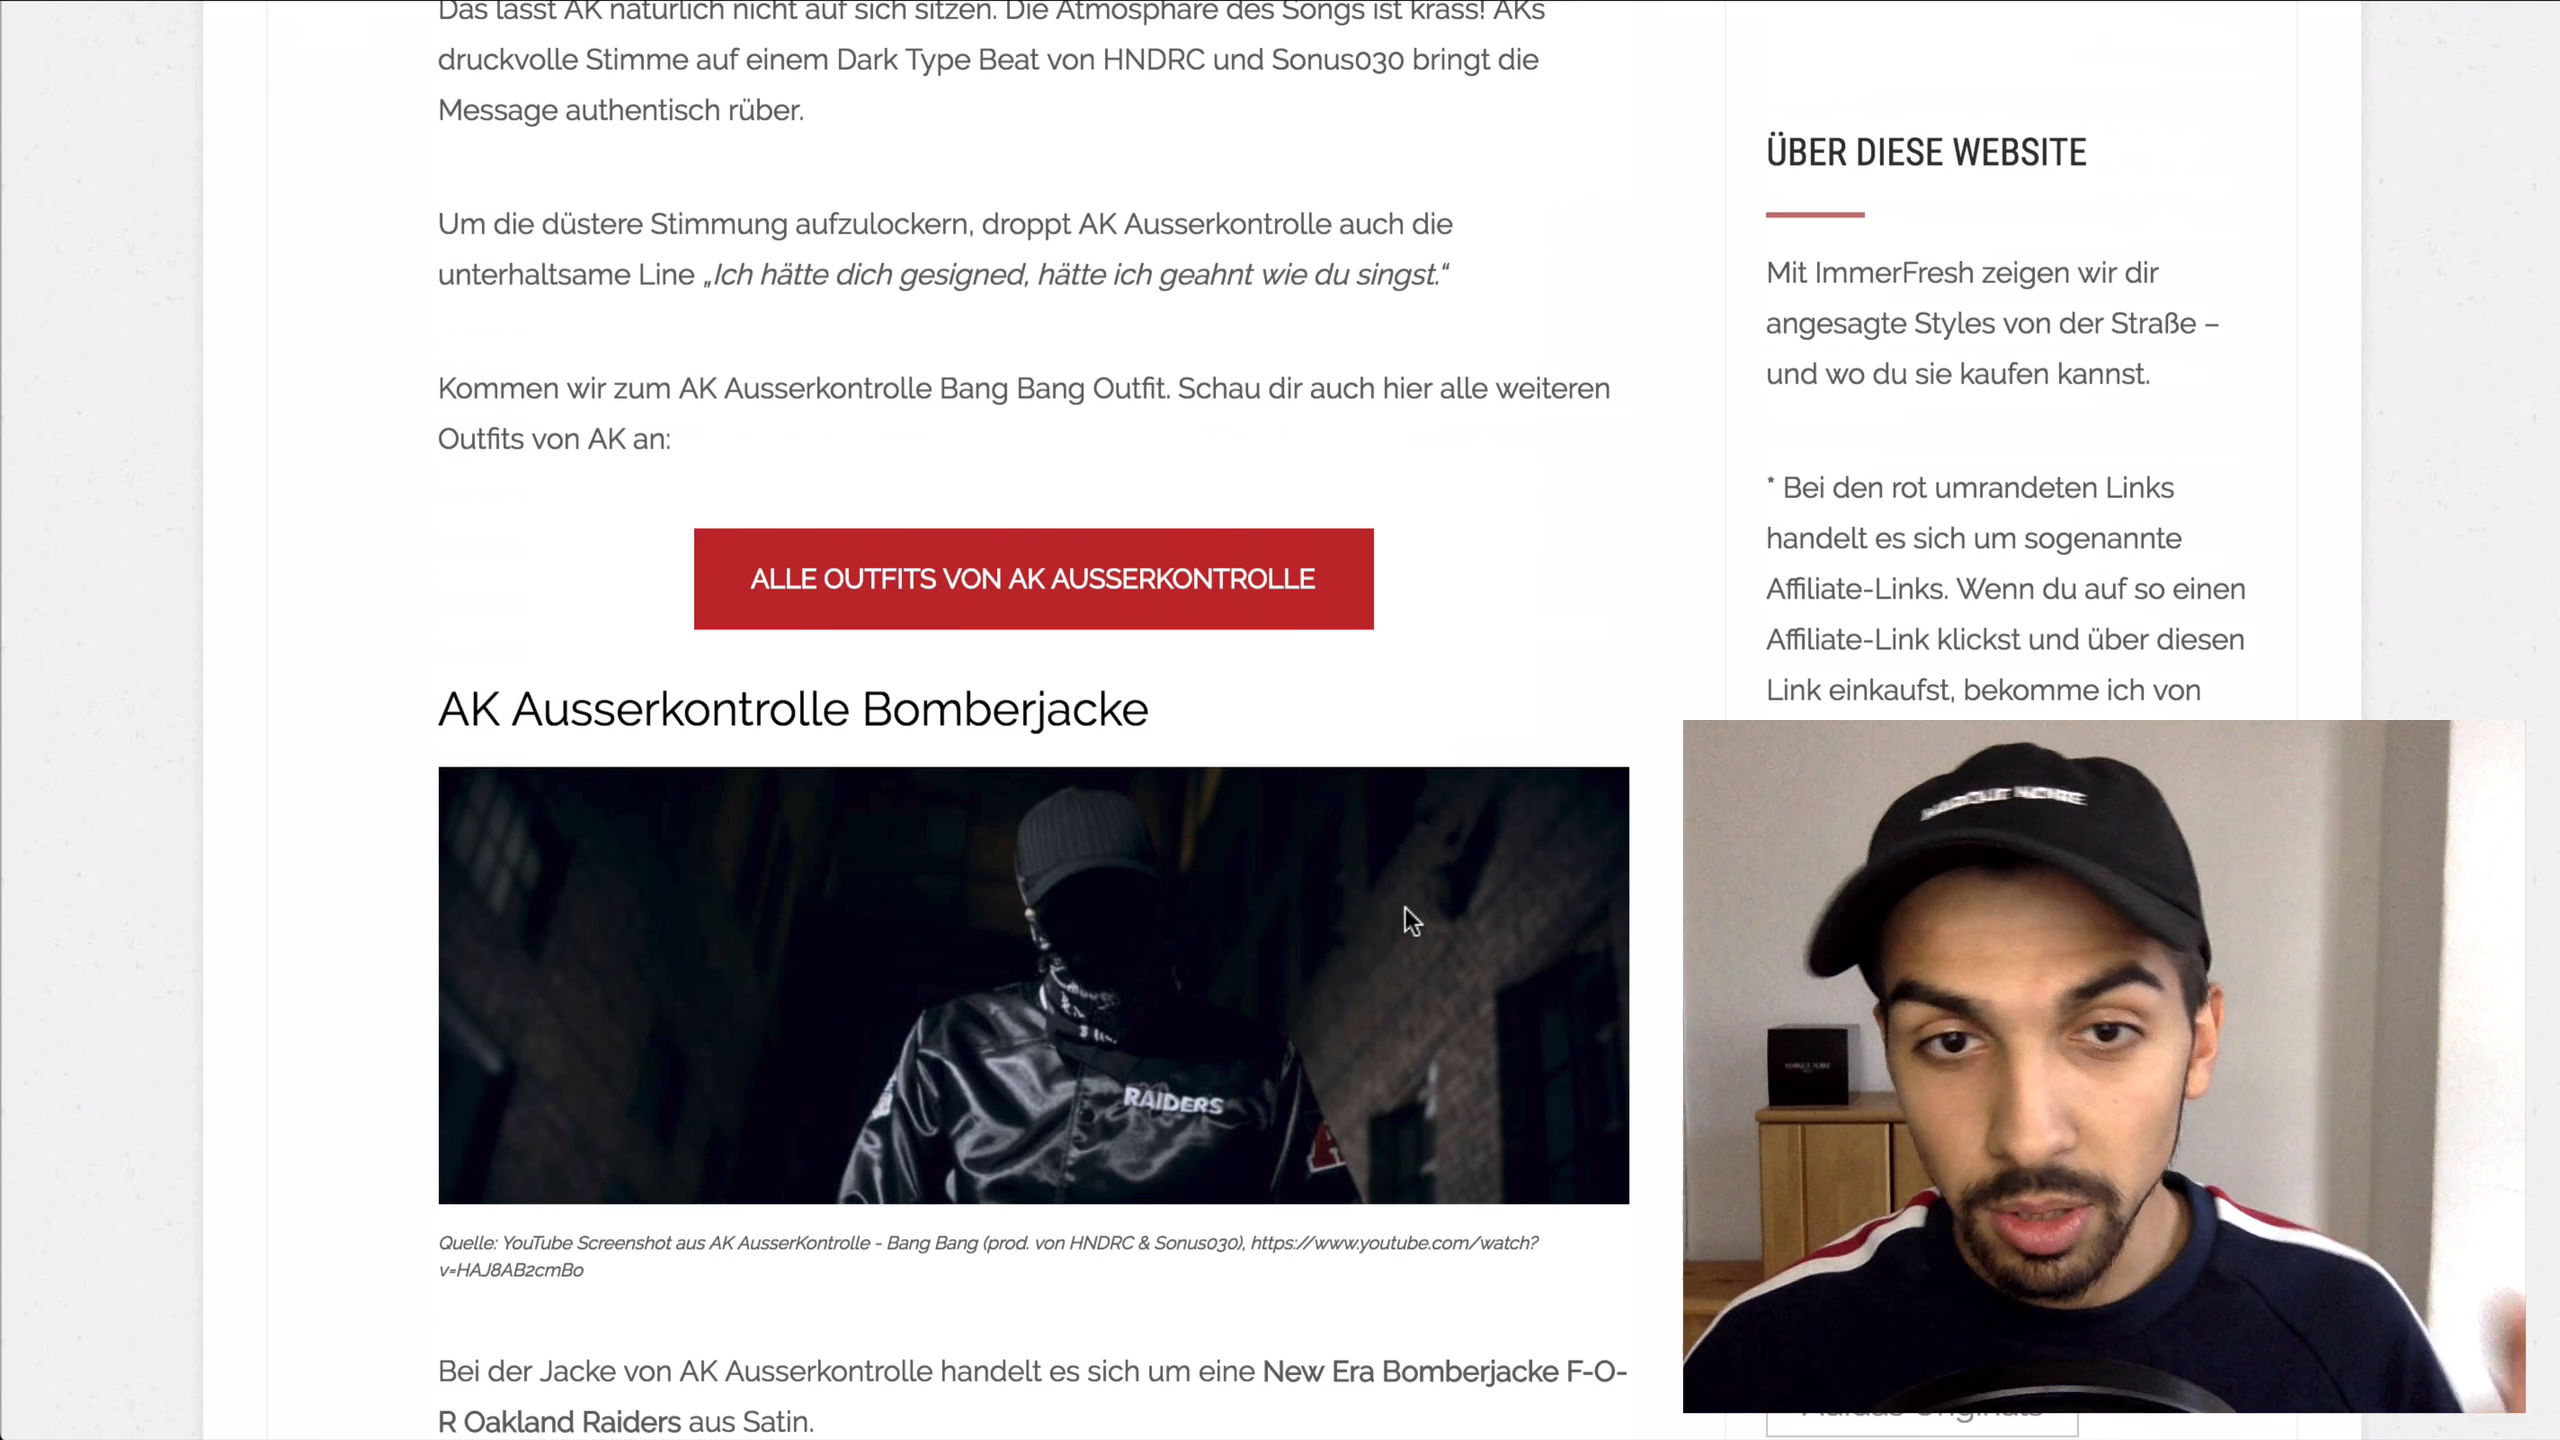 Das lässt AK natürlich nicht auf sich sitzen. Die Atmosphäre des Songs ist krass! AKs
druckvolle Stimme auf einem Dark Type Beat von HNDRC und Sonus030 bringt die
Message authentisch rüber.
Um die düstere Stimmung aufzulockern, droppt AK Ausserkontrolle auch die
unterhaltsame Line „Ich hätte dich gesigned, hätte ich geahnt wie du singst.“
Kommen wir zum AK Ausserkontrolle Bang Bang Outfit. Schau dir auch hier alle weiteren
Outfits von AK an:
ALLE OUTFITS VON AK AUSSERKONTROLLE
AK Ausserkontrolle Bomberjacke
RAIDERS
Quelle: YouTube Screenshot aus AK AusserKontrolle - Bang Bang (prod. von HNDRC & Sonus030), https://www.youtube.com/watch?
v=HAJ8AB2cmBo
Bei der Jacke von AK Ausserkontrolle handelt es sich um eine New Era Bomberjacke F-O-
R Oakland Raiders aus Satin.
ÜBER DIESE WEBSITE
Mit ImmerFresh zeigen wir dir
angesagte Styles von der Straße –
und wo du sie kaufen kannst.
* Bei den rot umrandeten Links
handelt es sich um sogenannte
Affiliate-Links. Wenn du auf so einen
Affiliate-Link klickst und über diesen
Link einkaufst, bekomme ich von